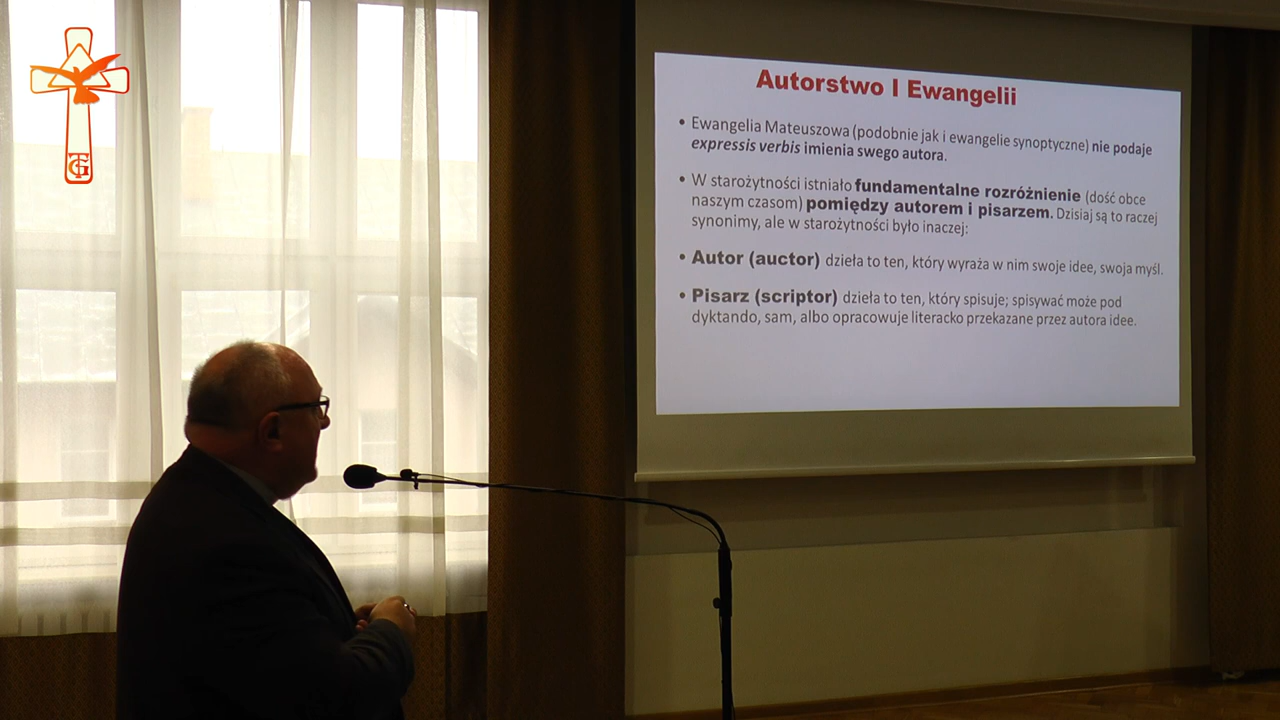 Autorstwo I Ewangelii
• Ewangelia Mateuszowa (podobnie jak i ewangelie synoptyczne) nie podaje
expressis verbis imienia swego autora.
• W starożytności istniało fundamentalne rozróżnienie (dość obce
naszym czasom) pomiędzy autorem i pisarzem. Dzisiaj są to raczej
synonimy, ale w starożytności było inaczej:
• Autor (auctor) dzieła to ten, który wyraża w nim swoje idee, swoja myśl.
• Pisarz (scriptor) dzieła to ten, który spisuje; spisywać może pod
dyktando, sam, albo opracowuje literacko przekazane przez autora idee.